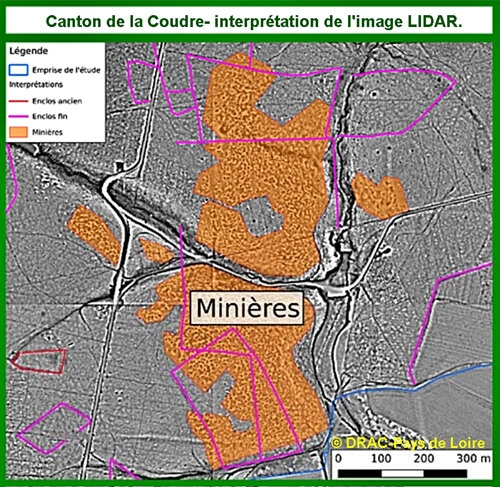 Canton de la Coudre- interprétation de l'image LIDAR.
Légende
Emprise de l'étude
Interprétations
Enclos ancien
Enclos fin
Minières
Minières
© DRAC-Pays de Loire
0 100 200 300 m